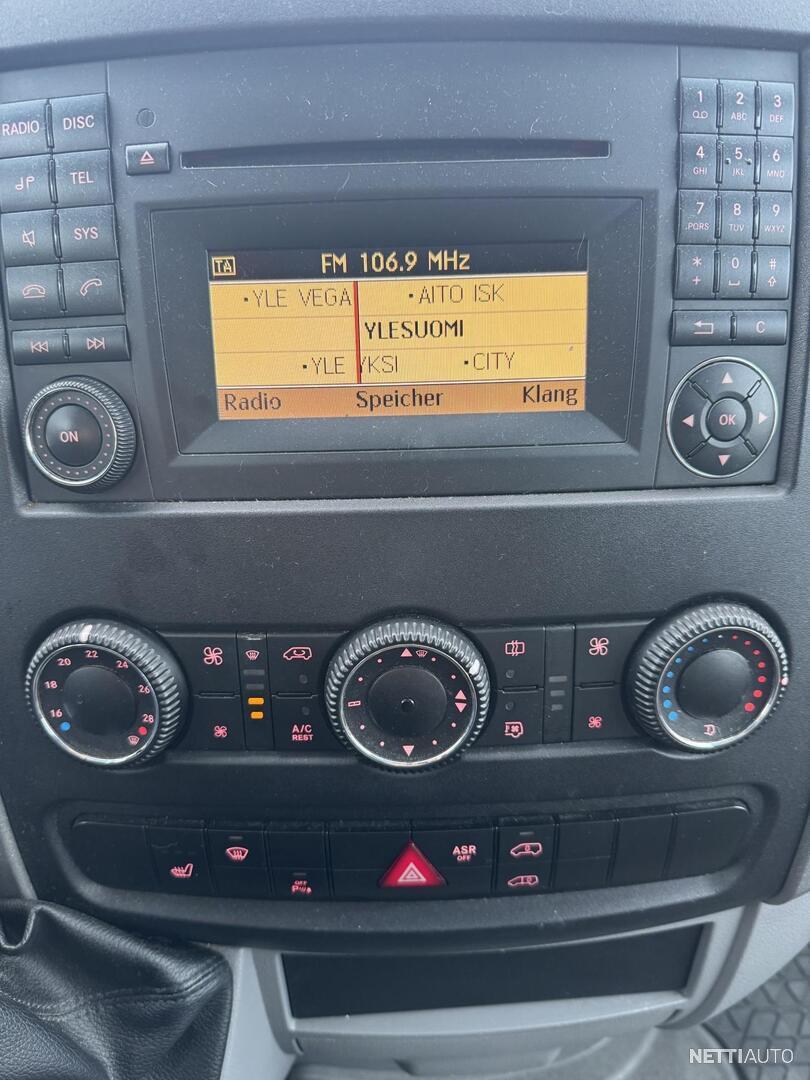 RADIO DISC
TEL
SYS
ON
TA FM 106.9 MHz
·YLE VEGA ·AITO ISK
YLESUOMI
·YLE YKSI ·CITY
Radio Speicher Klang
1 2 ABC 3 DEF
4 GHI 5 JKL 6 MNO
7 PQRS 8 TUV 9 WXYZ
* + 0 #
C
OK
16 18 20 22 24 26 28
A/C
REST
ASR
OFF
OFF
P
NETTIAUTO